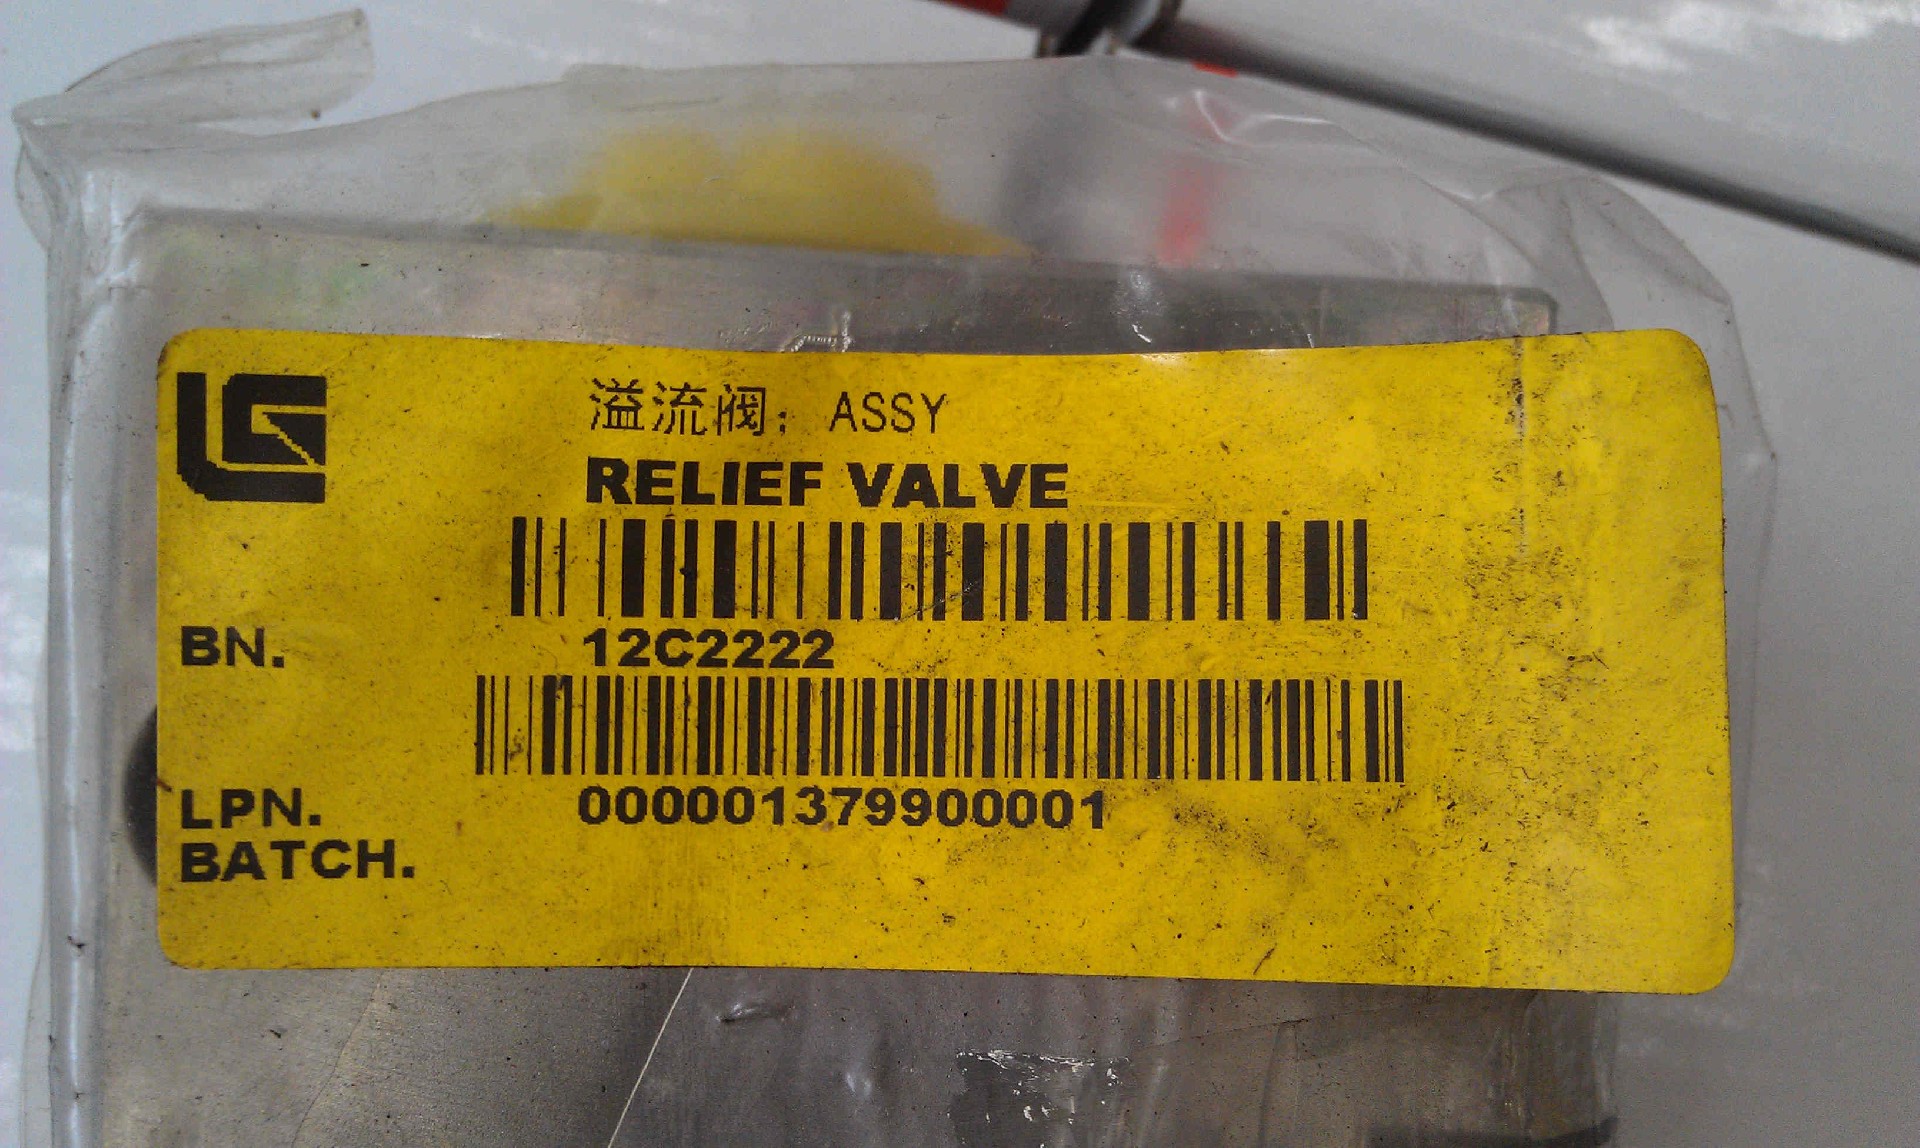 溢流阀；ASSY
RELIEF VALVE
BN. 12C2222
LPN. 000001379900001
BATCH.